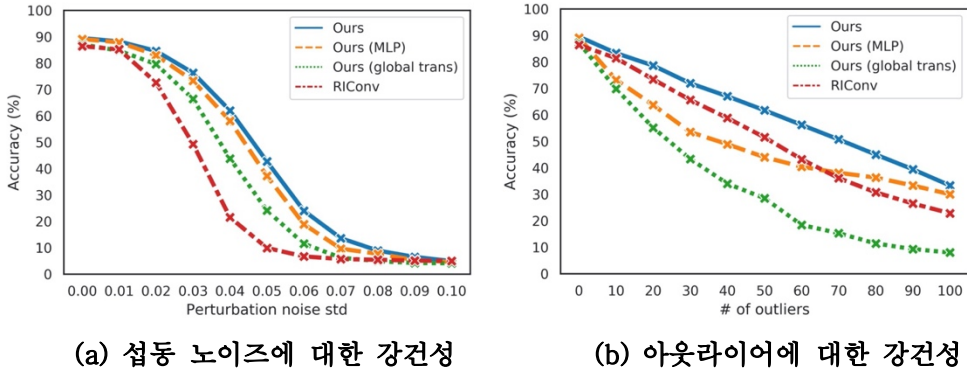 100
90
80
70
60
50
40
30
20
10
0
Accuracy (%)
Ours
Ours (MLP)
Ours (global trans)
RIConv
0.00 0.01 0.02 0.03 0.04 0.05 0.06 0.07 0.08 0.09 0.10
Perturbation noise std
(a) 섭동 노이즈에 대한 강건성
100
90
80
70
60
50
40
30
20
10
0
Accuracy (%)
Ours
Ours (MLP)
Ours (global trans)
RIConv
0 10 20 30 40 50 60 70 80 90 100
# of outliers
(b) 아웃라이어에 대한 강건성